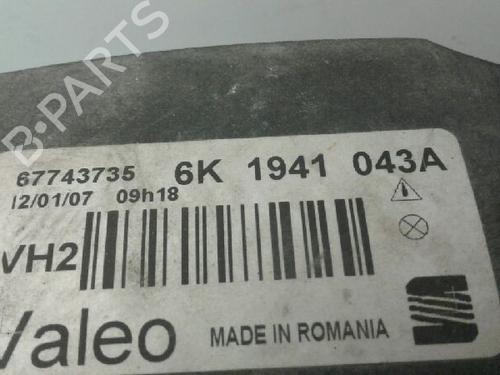 B-PARTS
67743735 6K 1941 043A
12/01/07 09h18
VH2
Valeo MADE IN ROMANIA